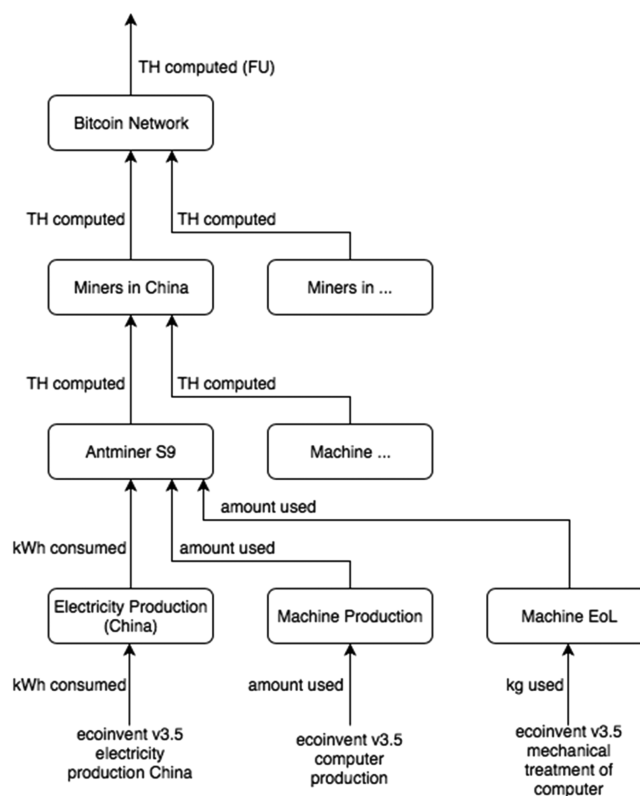 TH computed (FU)
Bitcoin Network
TH computed
TH computed
Miners in China
Miners in ...
TH computed
TH computed
Antminer S9
Machine ...
amount used
kWh consumed
amount used
Electricity Production
(China)
Machine Production
Machine EoL
kWh consumed
amount used
kg used
ecoinvent v3.5
electricity
production China
ecoinvent v3.5
computer
production
ecoinvent v3.5
mechanical
treatment of
computer